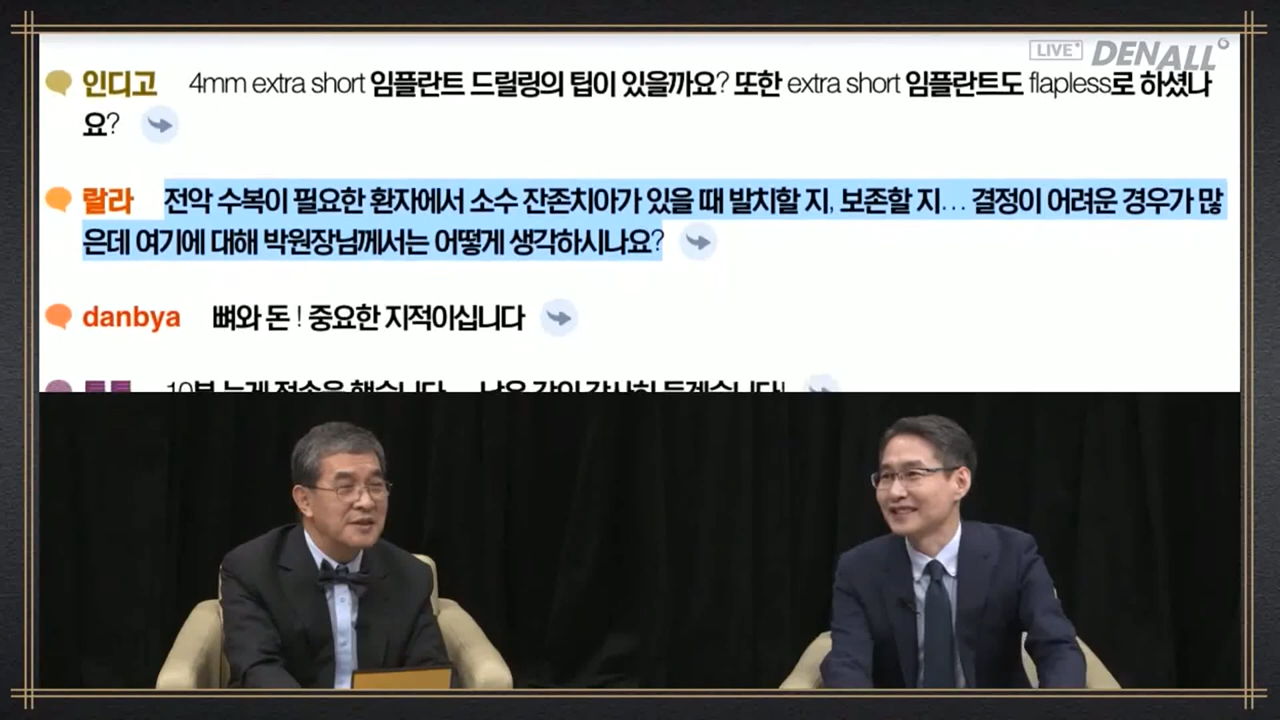 LIVE DENALL
인디고 4mm extra short 임플란트 드릴링의 팁이 있을까요? 또한 extra short 임플란트도 flapless로 하셨나
요?
랄라 전악 수복이 필요한 환자에서 소수 잔존치아가 있을 때 발치할 지, 보존할 지... 결정이 어려운 경우가 많
은데 여기에 대해 박원장님께서는 어떻게 생각하시나요?
danbya 뼈와 돈 ! 중요한 지적이십니다